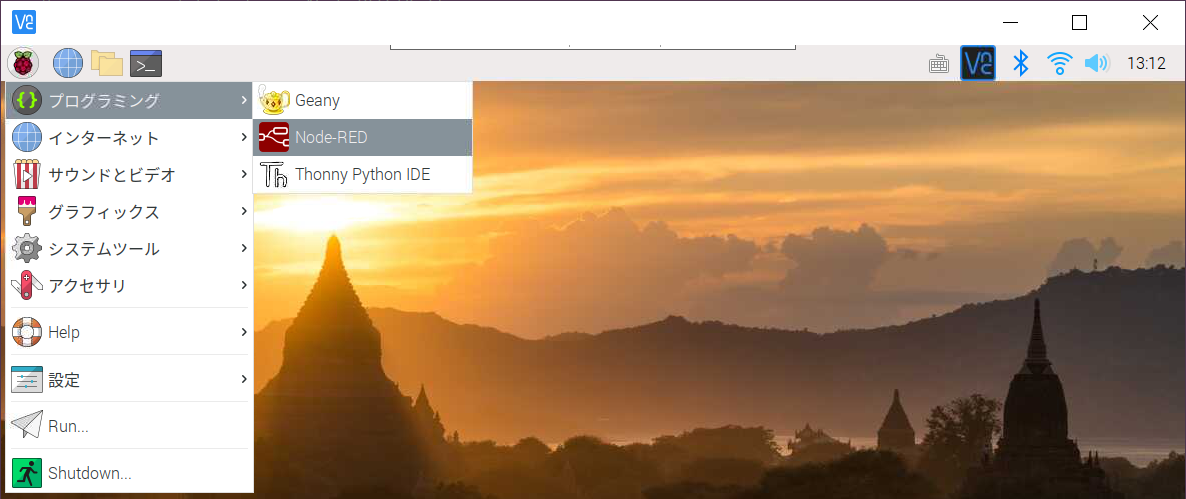 13:12
プログラミング
インターネット
サウンドとビデオ
グラフィックス
システムツール
アクセサリ
Help
設定
Run...
Shutdown...
Geany
Node-RED
Thonny Python IDE